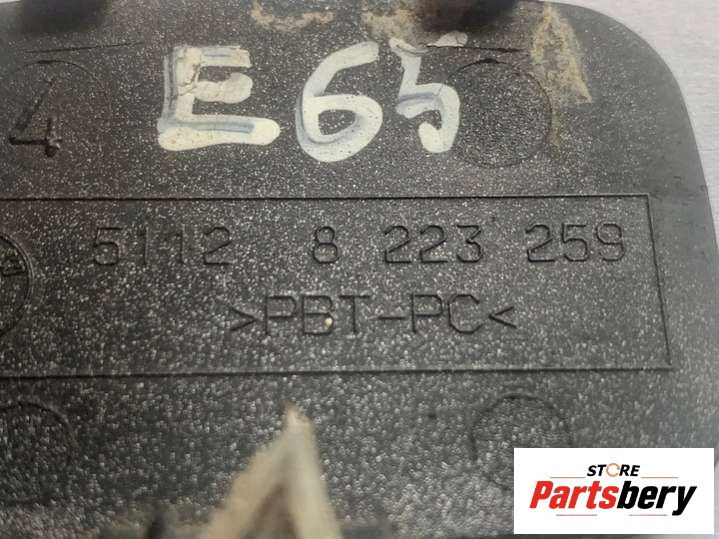 E65
4
5112 8 223 259
>PBT-PC<
STORE
Partsbery